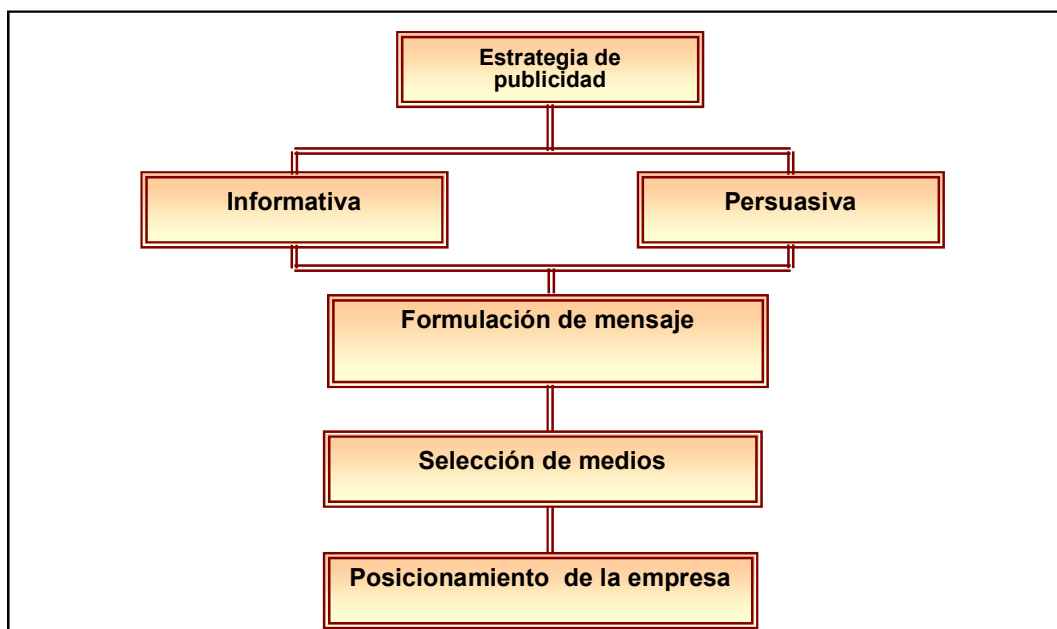 Estrategia de
publicidad
Informativa
Persuasiva
Formulación de mensaje
Selección de medios
Posicionamiento de la empresa